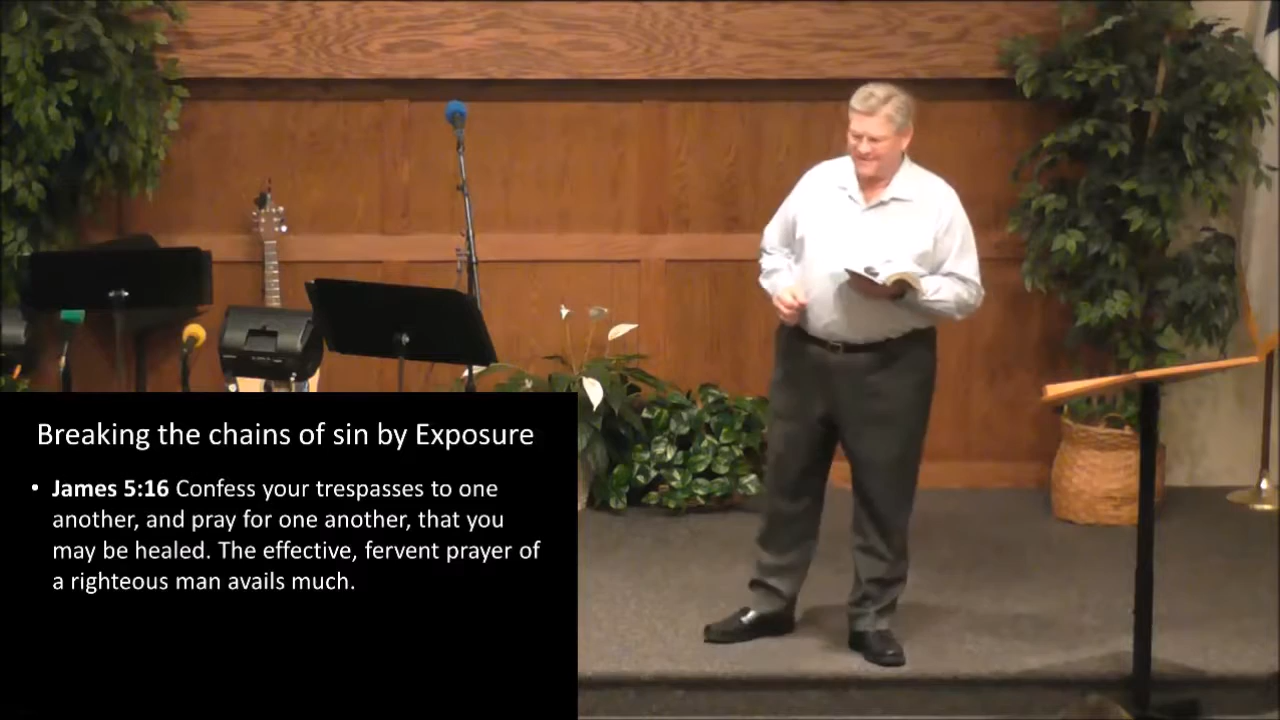 Breaking the chains of sin by Exposure
• James 5:16 Confess your trespasses to one
another, and pray for one another, that you
may be healed. The effective, fervent prayer of
a righteous man avails much.